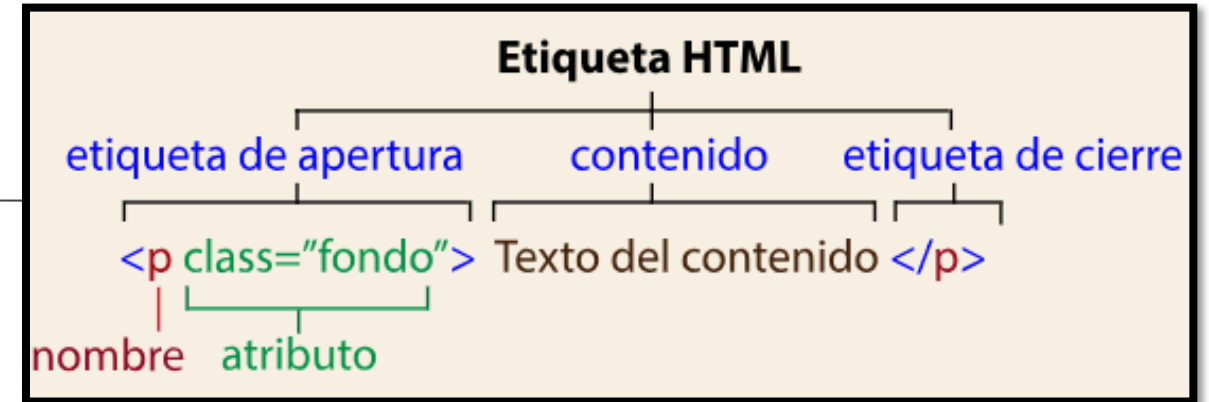 Etiqueta HTML
etiqueta de apertura contenido etiqueta de cierre
<p class="fondo"> Texto del contenido </p>
nombre atributo